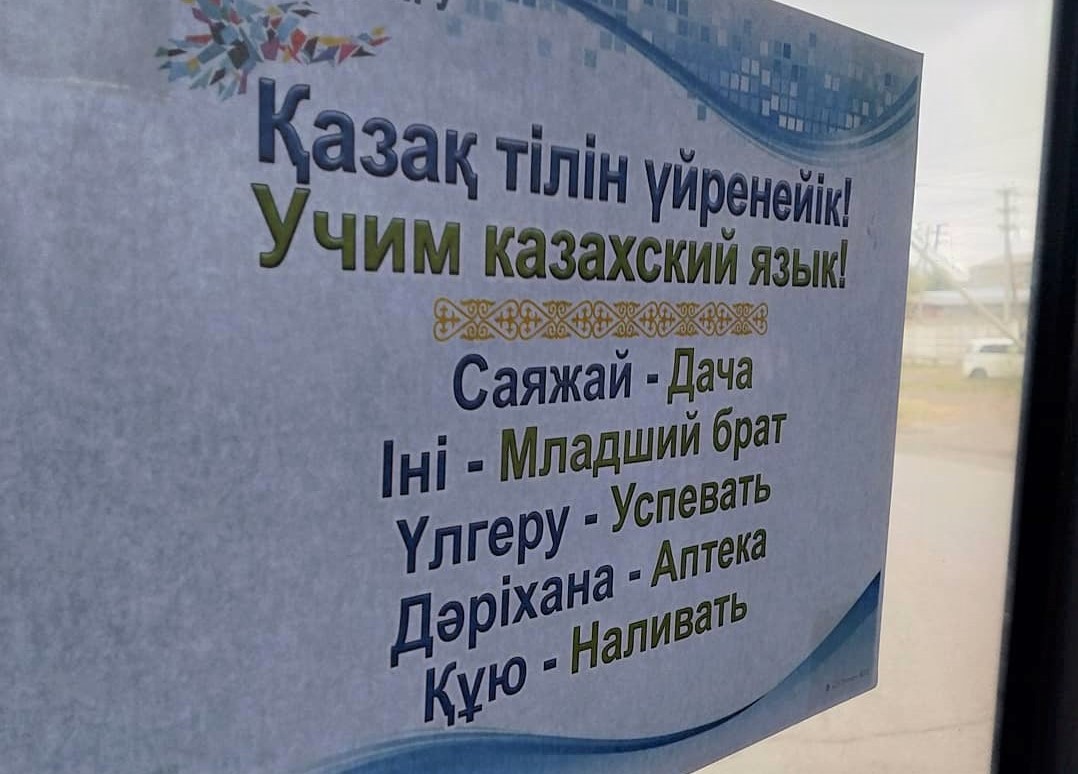 Қазақ тілін үйренейік!
Учим казахский язык!
Саяжай - Дача
Іні - Младший брат
Үлгеру - Успевать
Дәріхана - Аптека
Құю - Наливать